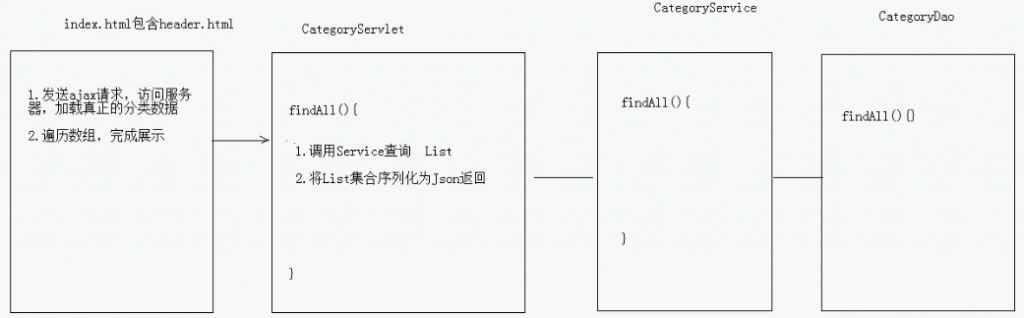 index.html包含header.html
1.发送ajax请求，访问服务
器，加载真正的分类数据
2.遍历数组，完成展示
CategoryServlet
findAll(){
1.调用Service查询 List
2.将List集合序列化为Json返回
}
CategoryService
findAll(){
}
CategoryDao
findAll(){}